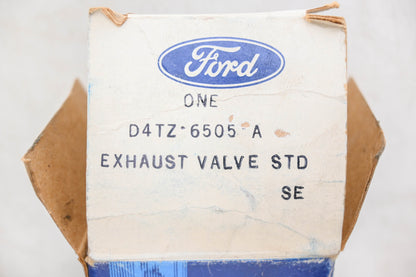 Ford
ONE
D4TZ-6505-A
EXHAUST VALVE STD
SE